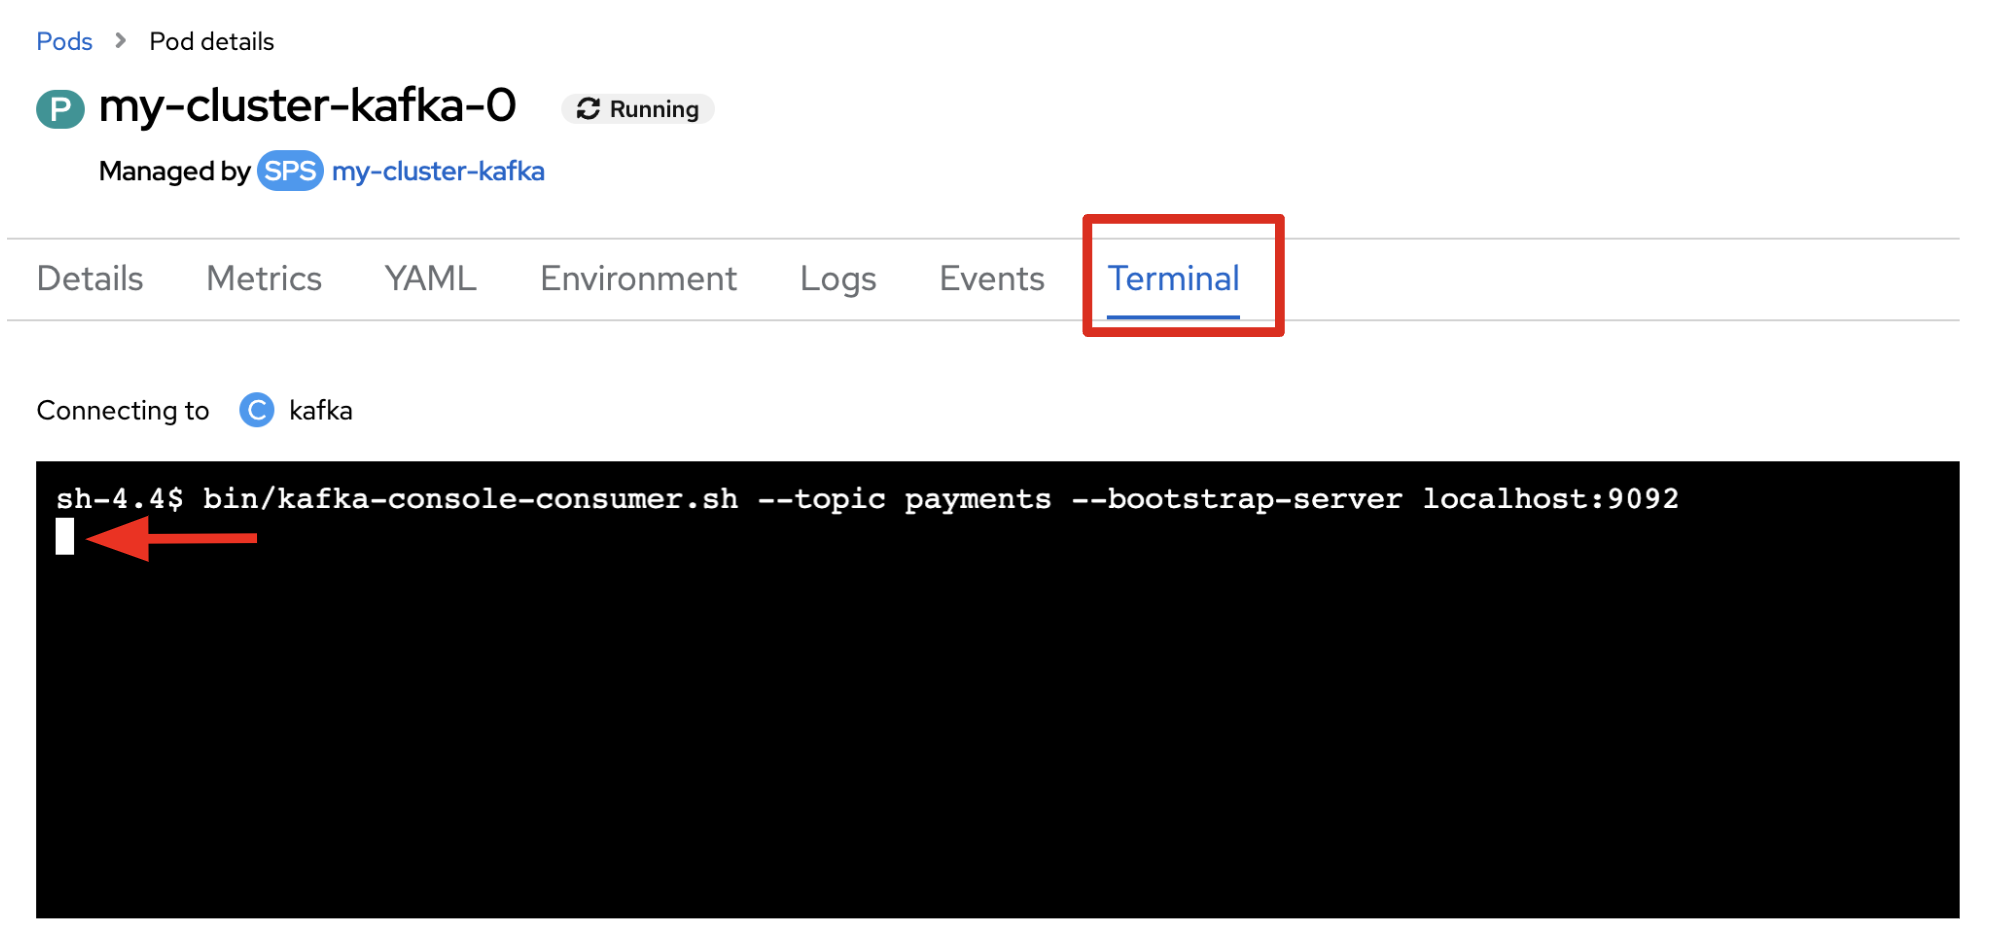 Pods > Pod details
P my-cluster-kafka-0 Running
Managed by SPS my-cluster-kafka
Details Metrics YAML Environment Logs Events Terminal
Connecting to C kafka
sh-4.4$ bin/kafka-console-consumer.sh --topic payments --bootstrap-server localhost:9092